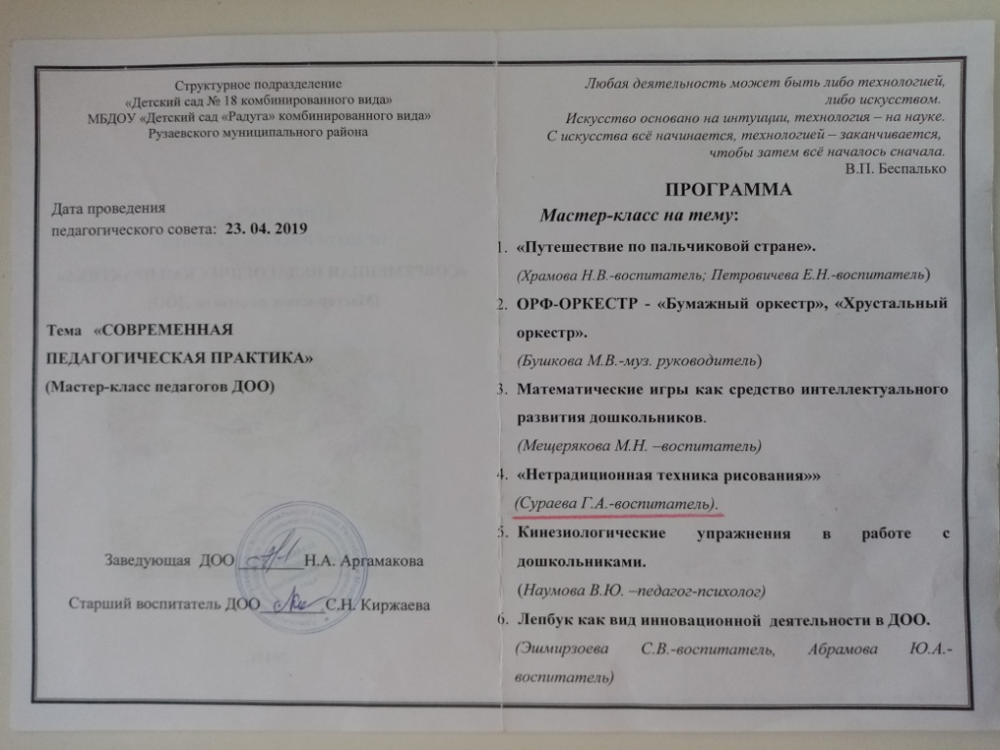 Структурное подразделение
«Детский сад № 18 комбинированного вида»
МБДОУ «Детский сад «Радуга» комбинированного вида»
Рузаевского муниципального района
Дата проведения
педагогического совета: 23. 04. 2019
Тема «СОВРЕМЕННАЯ
ПЕДАГОГИЧЕСКАЯ ПРАКТИКА»
(Мастер-класс педагогов ДОО)
Заведующая ДОО ________Н.А. Аргамакова
Старший воспитатель ДОО ________С.Н. Киржаева
Любая деятельность может быть либо технологией,
либо искусством.
Искусство основано на интуиции, технология – на науке.
С искусства всё начинается, технологией – заканчивается,
чтобы затем всё началось сначала.
В.П. Беспалько
ПРОГРАММА
Мастер-класс на тему:
1. «Путешествие по пальчиковой стране».
(Храмова Н.В.-воспитатель; Петровичева Е.Н.-воспитатель)
2. ОРФ-ОРКЕСТР - «Бумажный оркестр», «Хрустальный
оркестр».
(Бушкова М.В.-муз. руководитель)
3. Математические игры как средство интеллектуального
развития дошкольников.
(Мещерякова М.Н. –воспитатель)
4. «Нетрадиционная техника рисования»»
(Сураева Г.А.-воспитатель).
5. Кинезиологические упражнения в работе с
дошкольниками.
(Наумова В.Ю. –педагог-психолог)
6. Лепбук как вид инновационной деятельности в ДОО.
(Эшмирзоева С.В.-воспитатель, Абрамова Ю.А.-
воспитатель)